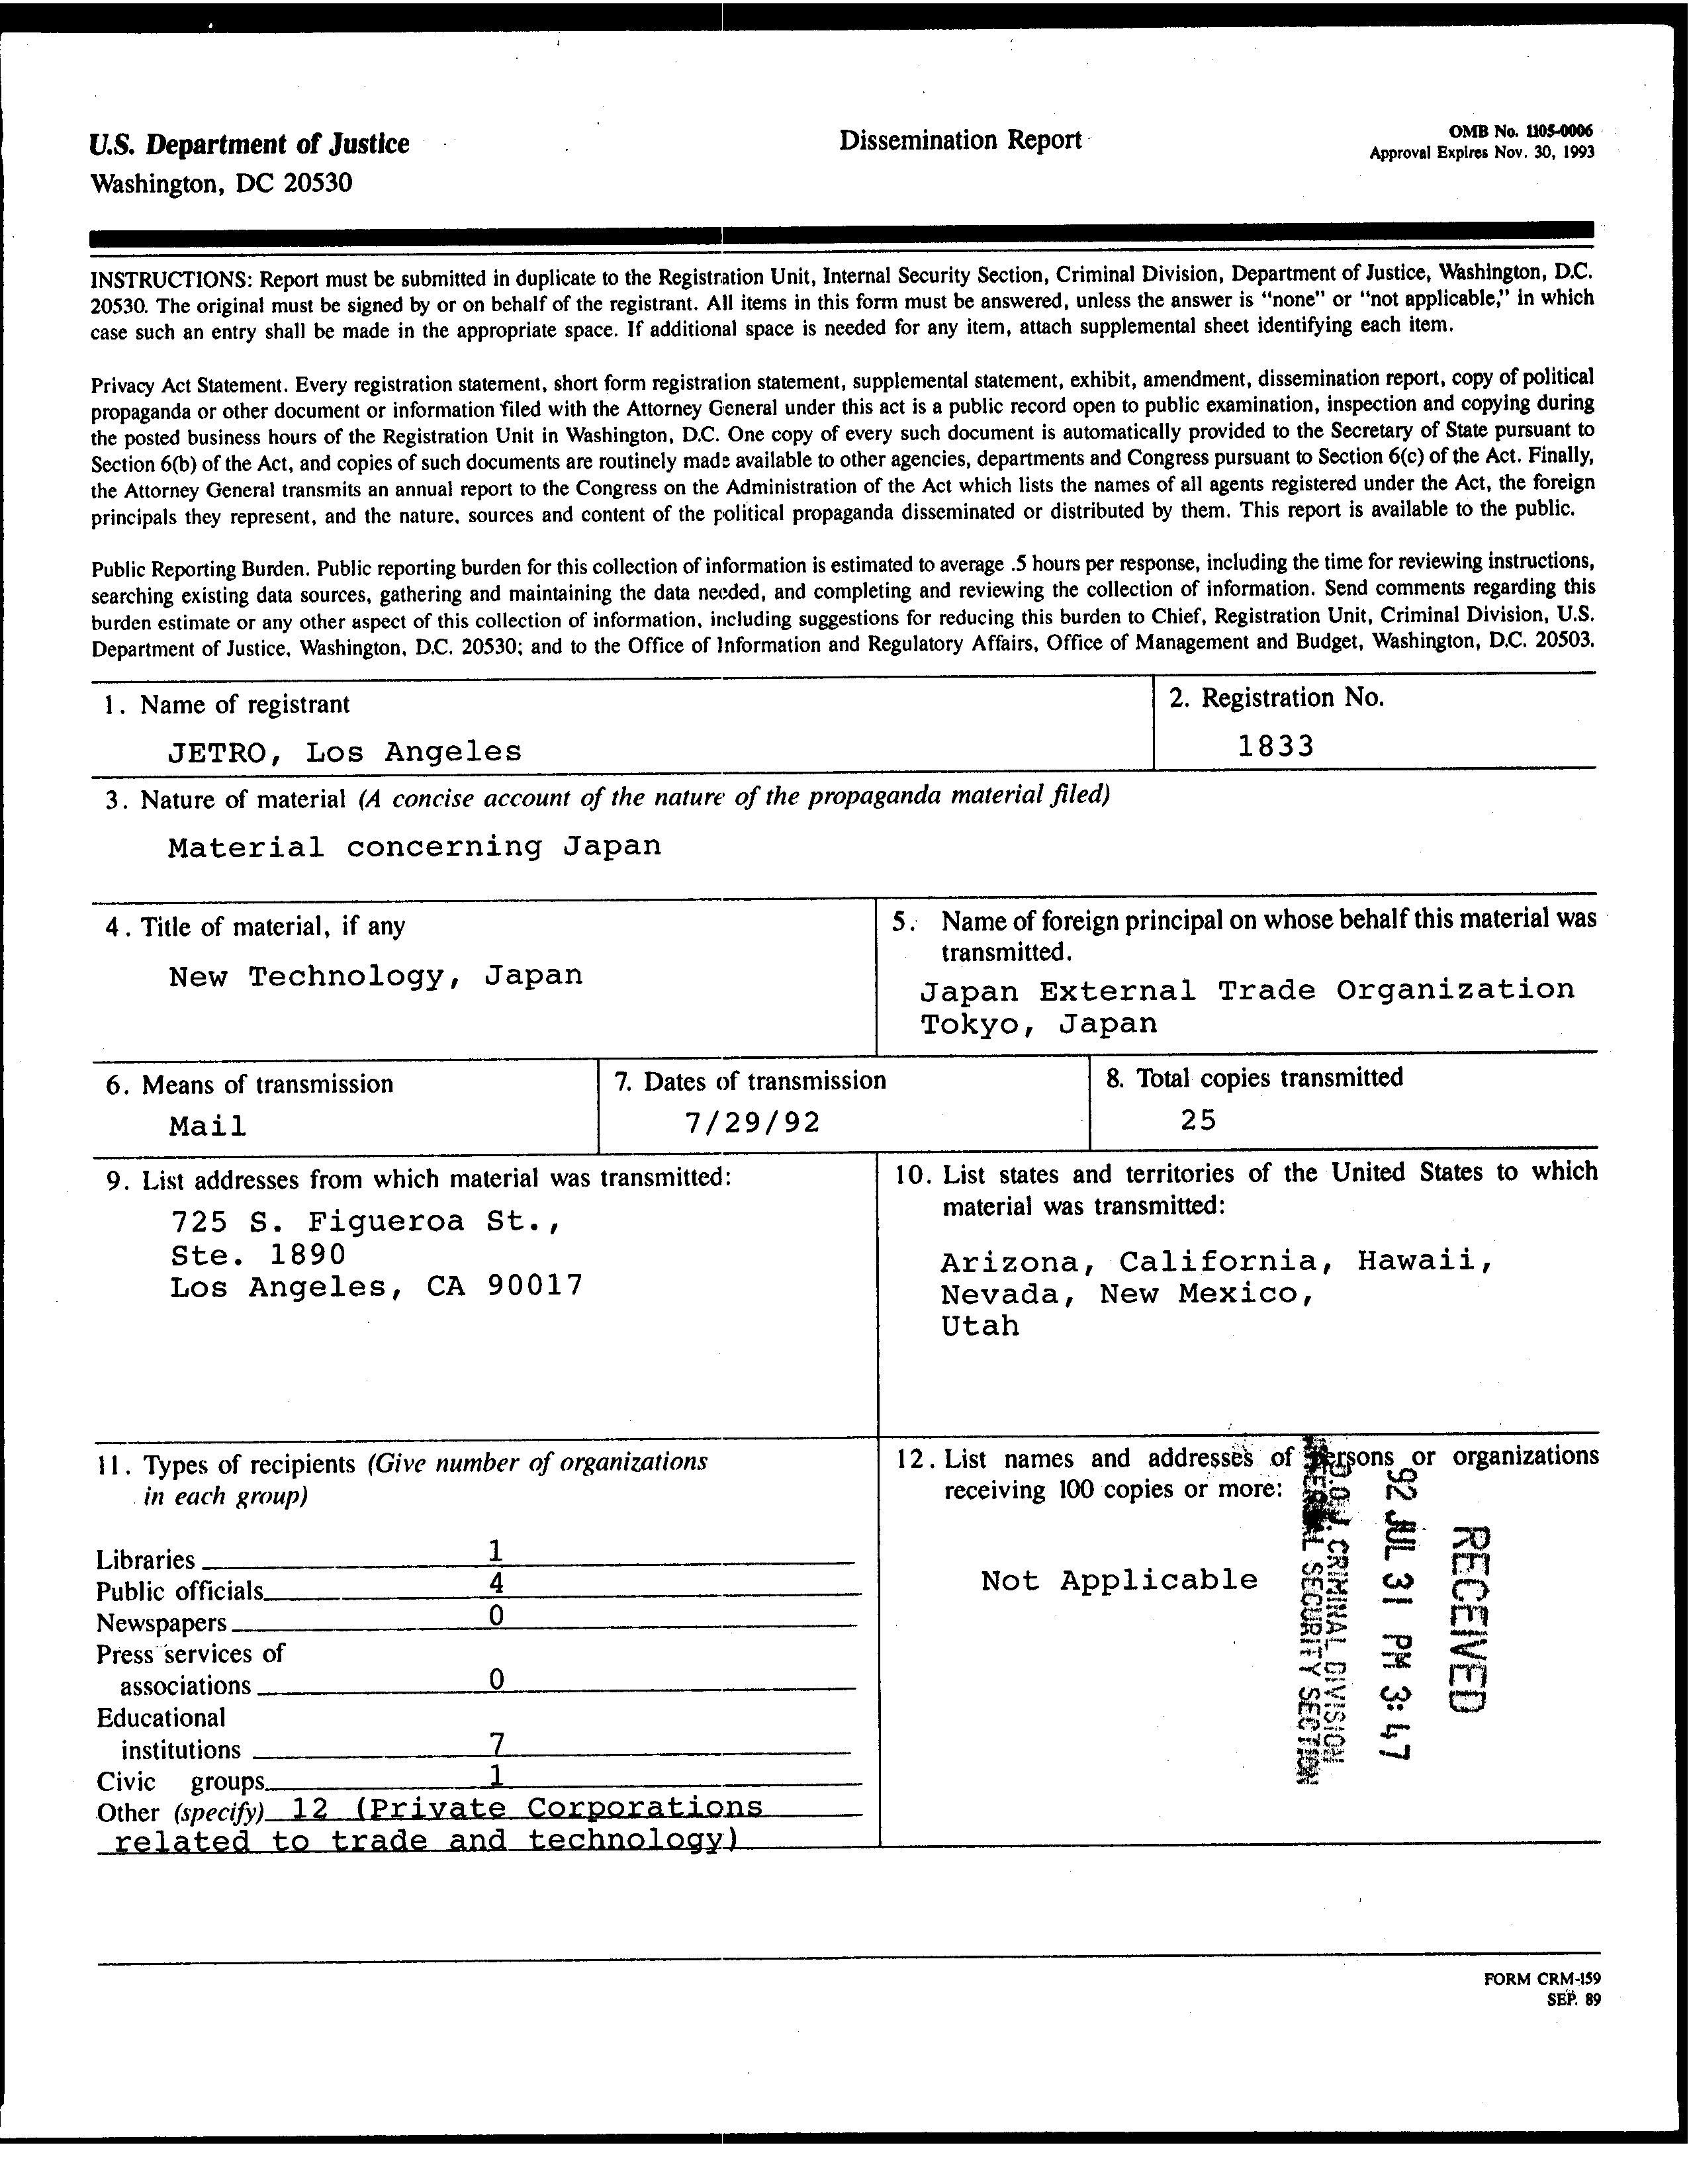 U.S. Department of Justice
Washington, DC 20530
Dissemination Report
OMB No. 1105-0006
Approval Expires Nov. 30, 1993
INSTRUCTIONS: Report must be submitted in duplicate to the Registration Unit, Internal Security Section, Criminal Division, Department of Justice, Washington, D.C.
20530. The original must be signed by or on behalf of the registrant. All items in this form must be answered, unless the answer is “none” or “not applicable,” in which
case such an entry shall be made in the appropriate space. If additional space is needed for any item, attach supplemental sheet identifying each item.
Privacy Act Statement. Every registration statement, short form registration statement, supplemental statement, exhibit, amendment, dissemination report, copy of political
propaganda or other document or information filed with the Attorney General under this act is a public record open to public examination, inspection and copying during
the posted business hours of the Registration Unit in Washington, D.C. One copy of every such document is automatically provided to the Secretary of State pursuant to
Section 6(b) of the Act, and copies of such documents are routinely made available to other agencies, departments and Congress pursuant to Section 6(c) of the Act. Finally,
the Attorney General transmits an annual report to the Congress on the Administration of the Act which lists the names of all agents registered under the Act, the foreign
principals they represent, and the nature, sources and content of the political propaganda disseminated or distributed by them. This report is available to the public.
Public Reporting Burden. Public reporting burden for this collection of information is estimated to average .5 hours per response, including the time for reviewing instructions,
searching existing data sources, gathering and maintaining the data needed, and completing and reviewing the collection of information. Send comments regarding this
burden estimate or any other aspect of this collection of information, including suggestions for reducing this burden to Chief, Registration Unit, Criminal Division, U.S.
Department of Justice, Washington, D.C. 20530; and to the Office of Information and Regulatory Affairs, Office of Management and Budget, Washington, D.C. 20503.
1. Name of registrant
JETRO, Los Angeles
2. Registration No.
1833
3. Nature of material (A concise account of the nature of the propaganda material filed)
Material concerning Japan
4. Title of material, if any
New Technology, Japan
5. Name of foreign principal on whose behalf this material was
transmitted.
Japan External Trade Organization
Tokyo, Japan
6. Means of transmission
Mail
7. Dates of transmission
7/29/92
8. Total copies transmitted
25
9. List addresses from which material was transmitted:
725 S. Figueroa St.,
Ste. 1890
Los Angeles, CA 90017
10. List states and territories of the United States to which
material was transmitted:
Arizona, California, Hawaii,
Nevada, New Mexico,
Utah
11. Types of recipients (Give number of organizations
in each group)
Libraries 1
Public officials 4
Newspapers 0
Press services of
associations 0
Educational
institutions 7
Civic groups 1
Other (specify) 12 (Private Corporations
related to trade and technology)
12. List names and addresses of persons or organizations
receiving 100 copies or more:
Not Applicable
RECEIVED
92 JUL 31 PM 3:47
D.O.J. CRIMINAL DIVISION
SECURITY SECTION
FORM CRM-159
SEP. 89